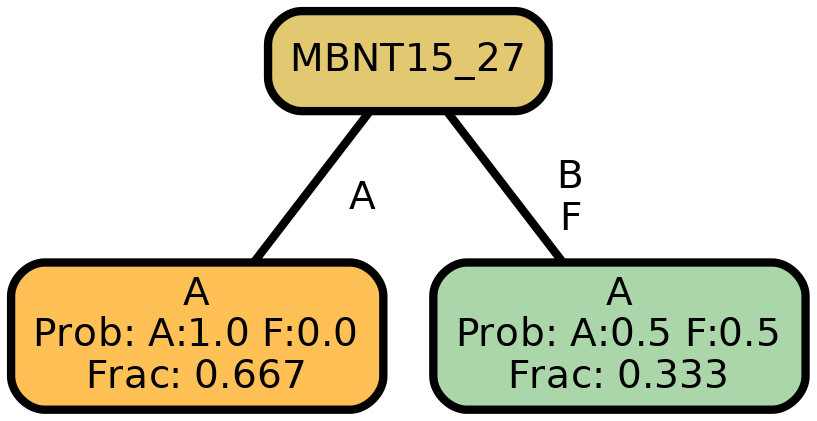 MBNT15_27
A
B
F
A
Prob: A:1.0 F:0.0
Frac: 0.667
A
Prob: A:0.5 F:0.5
Frac: 0.333